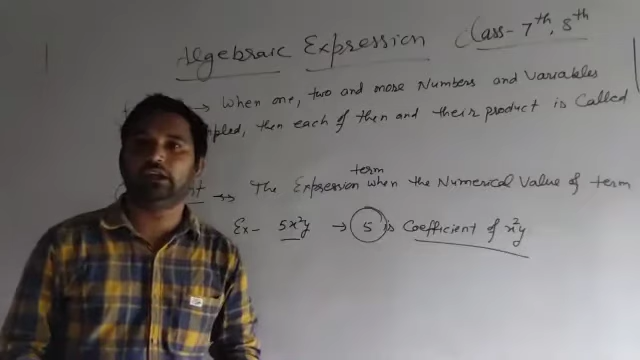 Algebraic Expression Class- 7th, 8th
→ When one, two and more Numbers and Variables
then each of then and their product is Called
term
→ The Expression when the Numerical Value of term
Ex- 5x²y → 5 is Coefficient of x²y